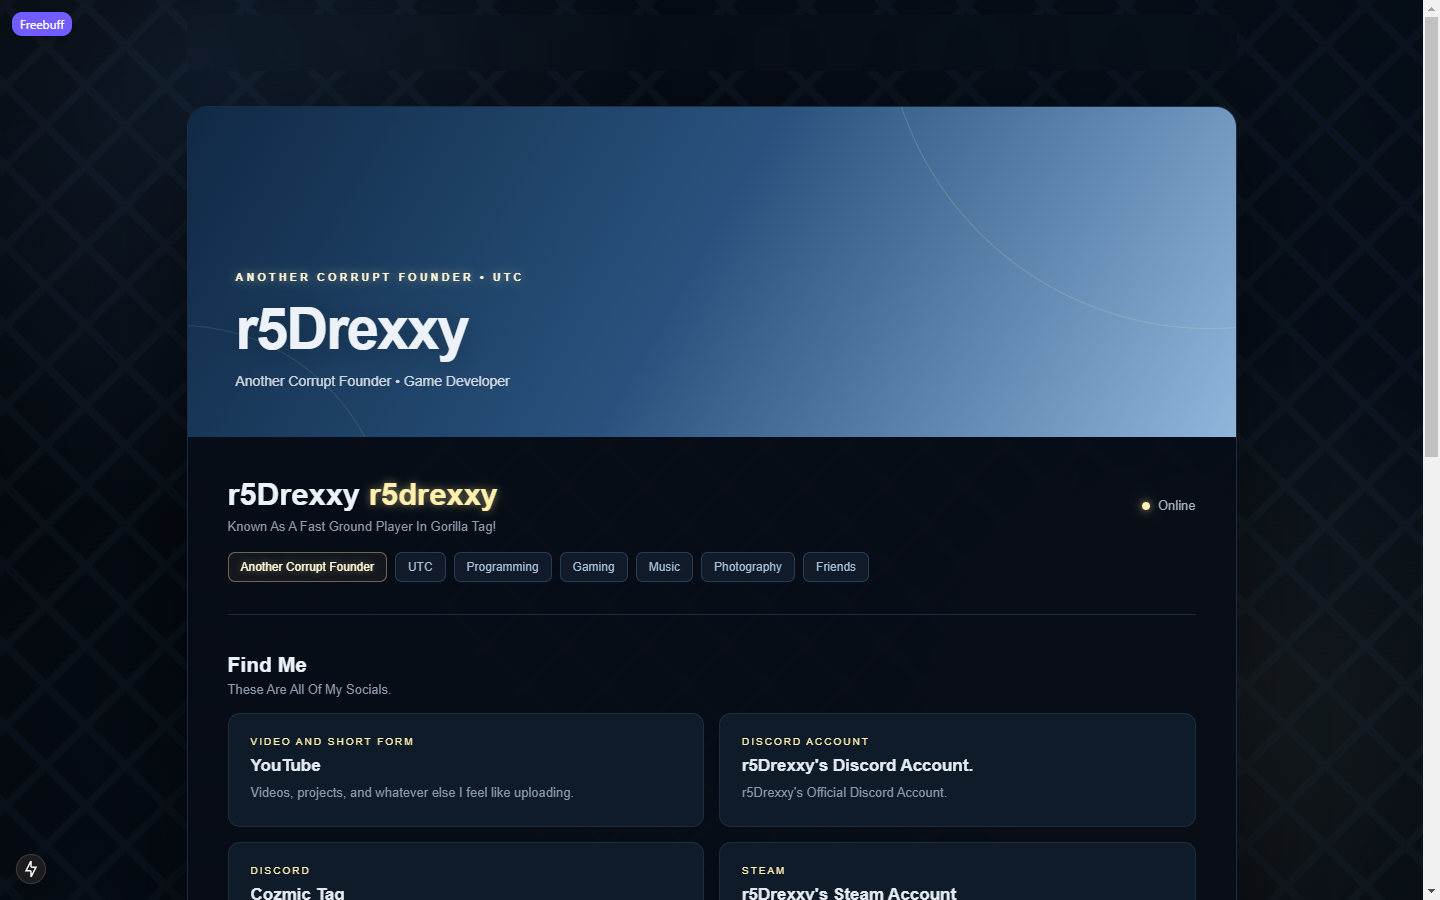 Freebuff
ANOTHER CORRUPT FOUNDER • UTC
r5Drexxy
Another Corrupt Founder • Game Developer
r5Drexxy r5drexxy
Known As A Fast Ground Player In Gorilla Tag!
Online
Another Corrupt Founder UTC Programming Gaming Music Photography Friends
Find Me
These Are All Of My Socials.
VIDEO AND SHORT FORM
YouTube
Videos, projects, and whatever else I feel like uploading.
DISCORD ACCOUNT
r5Drexxy's Discord Account.
r5Drexxy's Official Discord Account.
DISCORD
Cozmic Tag
STEAM
r5Drexxy's Steam Account